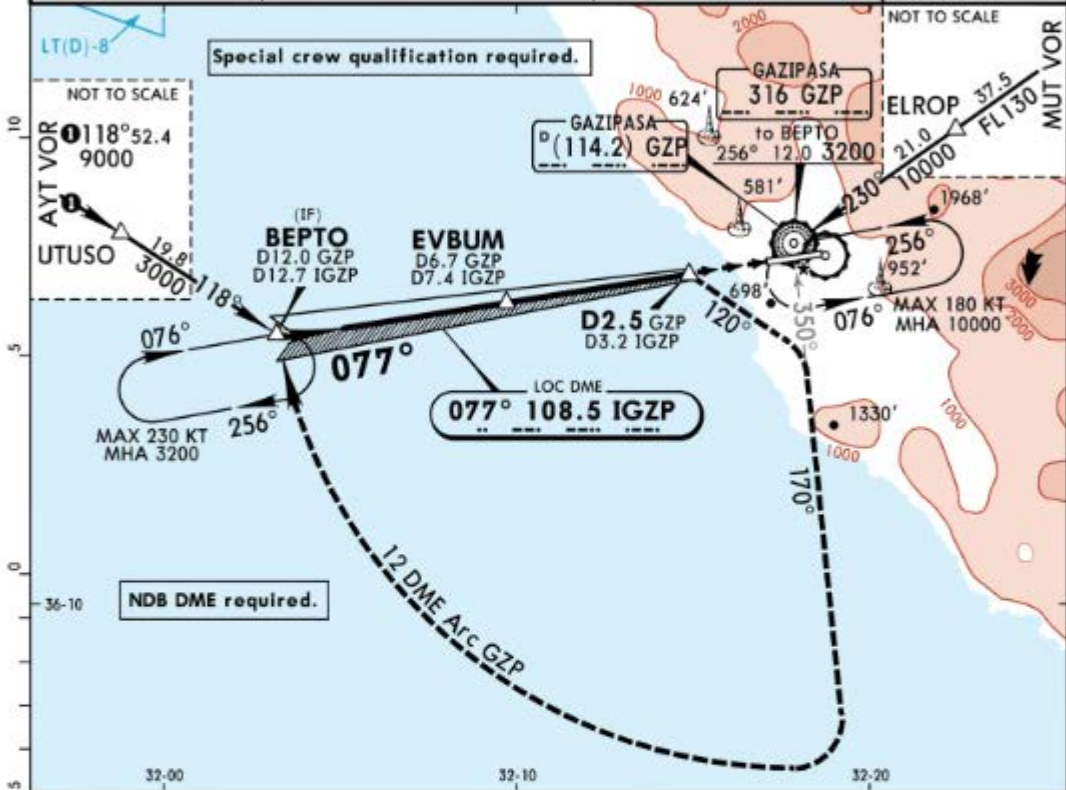 LT(D)-8
Special crew qualification required.
NOT TO SCALE
AYT VOR
1 118° 52.4
9000
1
UTUSO
19.8
3000
118°
(IF)
BEPTO
D12.0 GZP
D12.7 IGZP
EVBUM
D6.7 GZP
D7.4 IGZP
1000
2000
624'
GAZIPASA
316 GZP
to BEPTO
256° 12.0 3200
GAZIPASA
D (114.2) GZP
581'
NOT TO SCALE
MUT VOR
ELROP
37.5
FL130
21.0
10000
230°
1968'
256°
952'
698'
076°
MAX 180 KT
MHA 10000
350°
3000
2000
076°
077°
256°
MAX 230 KT
MHA 3200
D2.5 GZP
D3.2 IGZP
120°
LOC DME
077° 108.5 IGZP
1330'
1000
1000
170°
12 DME Arc GZP
NDB DME required.
10
5
0
5
36-10
32-00
32-10
32-20